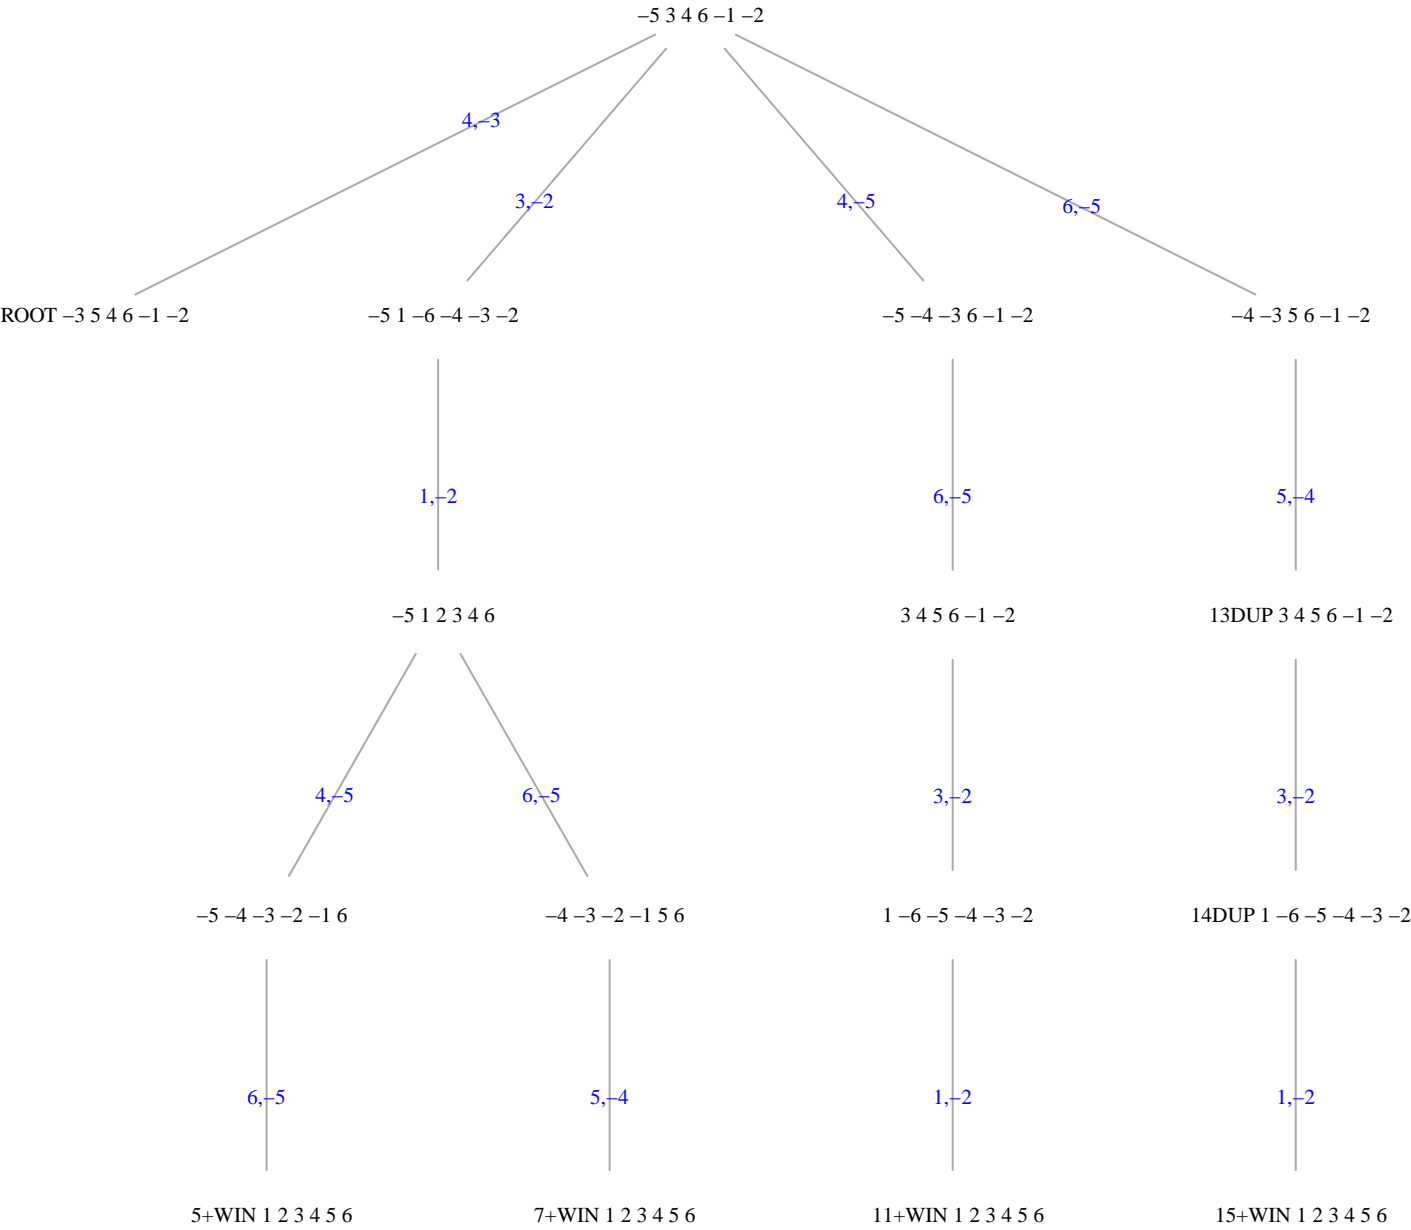 –5 3 4 6 –1 –2
4,–3
3,–2
4,–5
6,–5
ROOT –3 5 4 6 –1 –2
–5 1 –6 –4 –3 –2
–5 –4 –3 6 –1 –2
–4 –3 5 6 –1 –2
1,–2
6,–5
5,–4
–5 1 2 3 4 6
3 4 5 6 –1 –2
13DUP 3 4 5 6 –1 –2
4,–5
6,–5
3,–2
3,–2
–5 –4 –3 –2 –1 6
–4 –3 –2 –1 5 6
1 –6 –5 –4 –3 –2
14DUP 1 –6 –5 –4 –3 –2
6,–5
5,–4
1,–2
1,–2
5+WIN 1 2 3 4 5 6
7+WIN 1 2 3 4 5 6
11+WIN 1 2 3 4 5 6
15+WIN 1 2 3 4 5 6